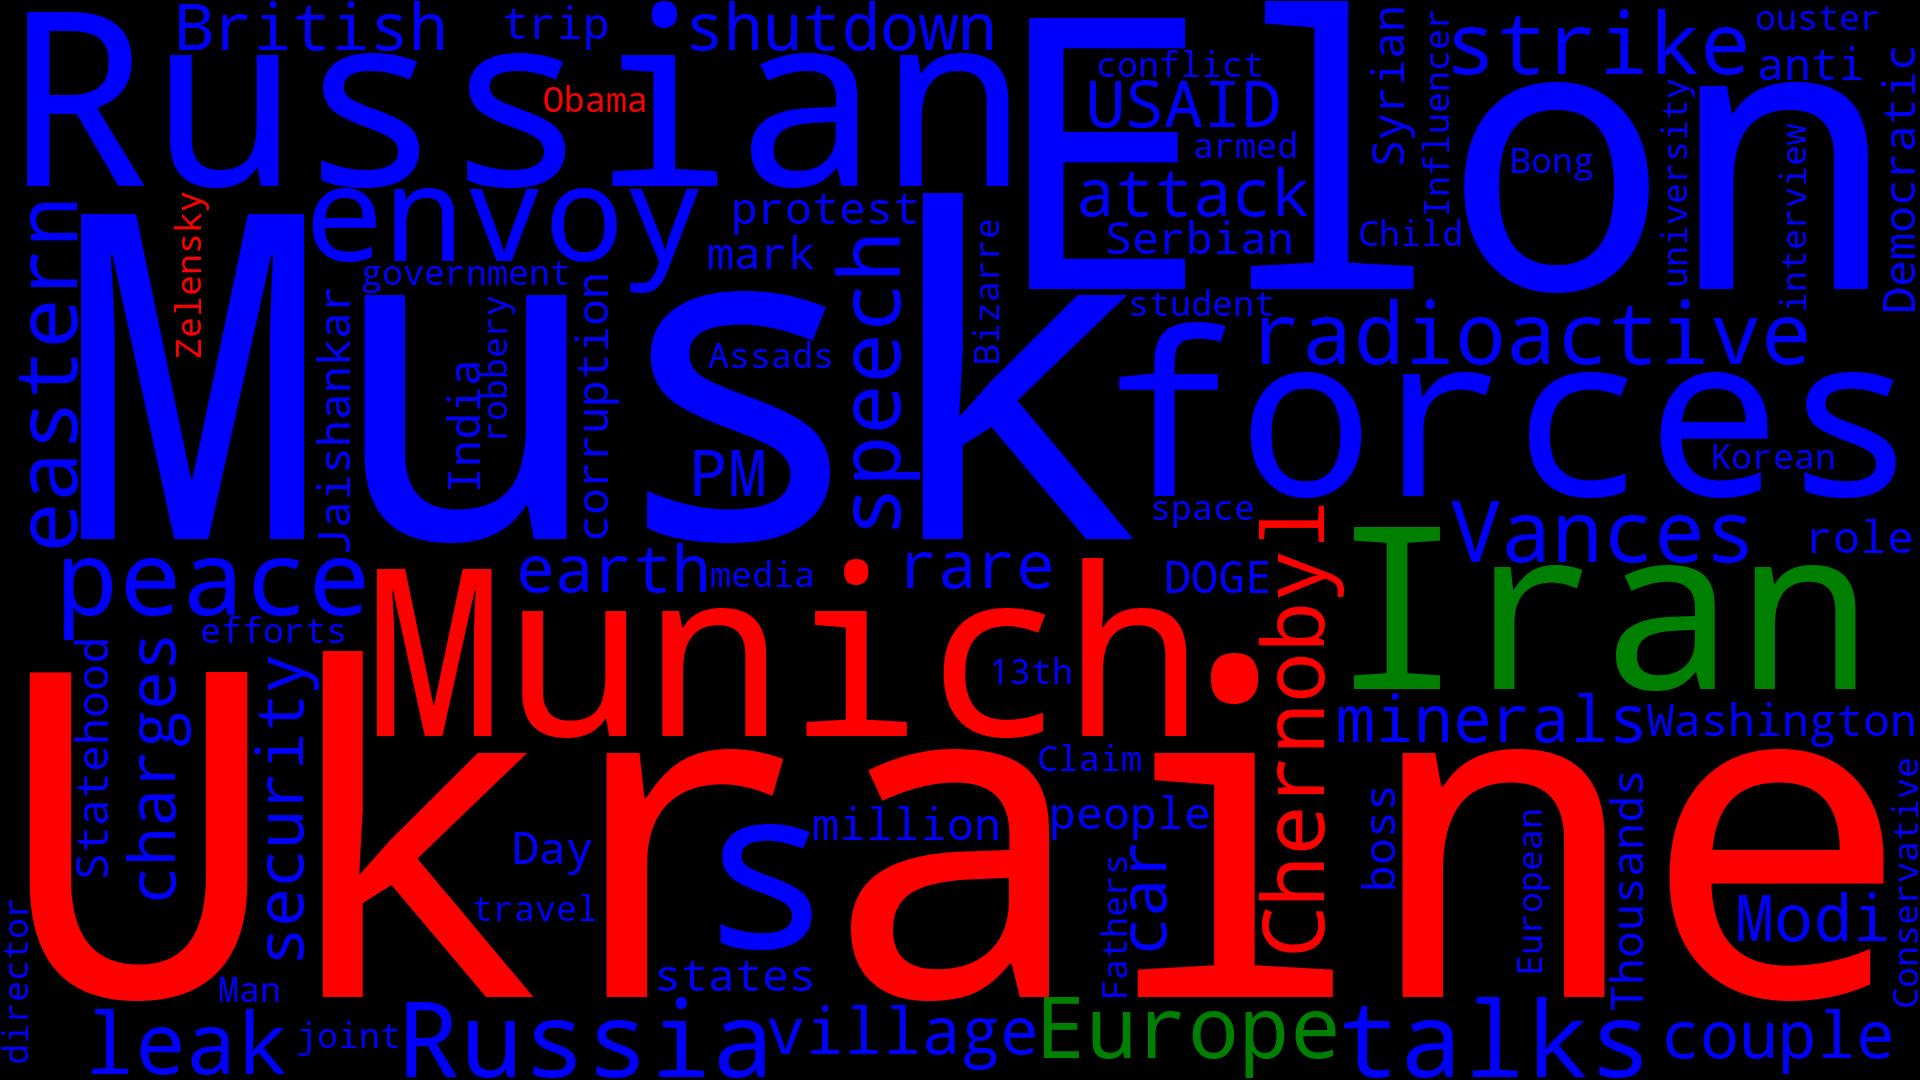 British
trip
shutdown
Russian
Obama
Elon
conflict
USAID
armed
attack
Serbian
Syrian
Influencer
strike
ouster
anti
Bong
Child
university
interview
Democratic
Zelensky
eastern
envoy
government
protest
mark
speech
Bizarre
Musk
Jaishankar
India
robbery
corruption
Assads
PM
student
radioactive
forces
Korean
space
Vances
role
peace
earth
media
rare
DOGE
Chernobyl
Iran
efforts
Munich
13th
minerals
Washington
Statehood
charges
security
Ukraine
Claim
people
million
Day
s
travel
car
Fathers
boss
European
Thousands
Modi
Conservative
states
director
Man
leak
joint
Russia
village
Europe
talks
couple